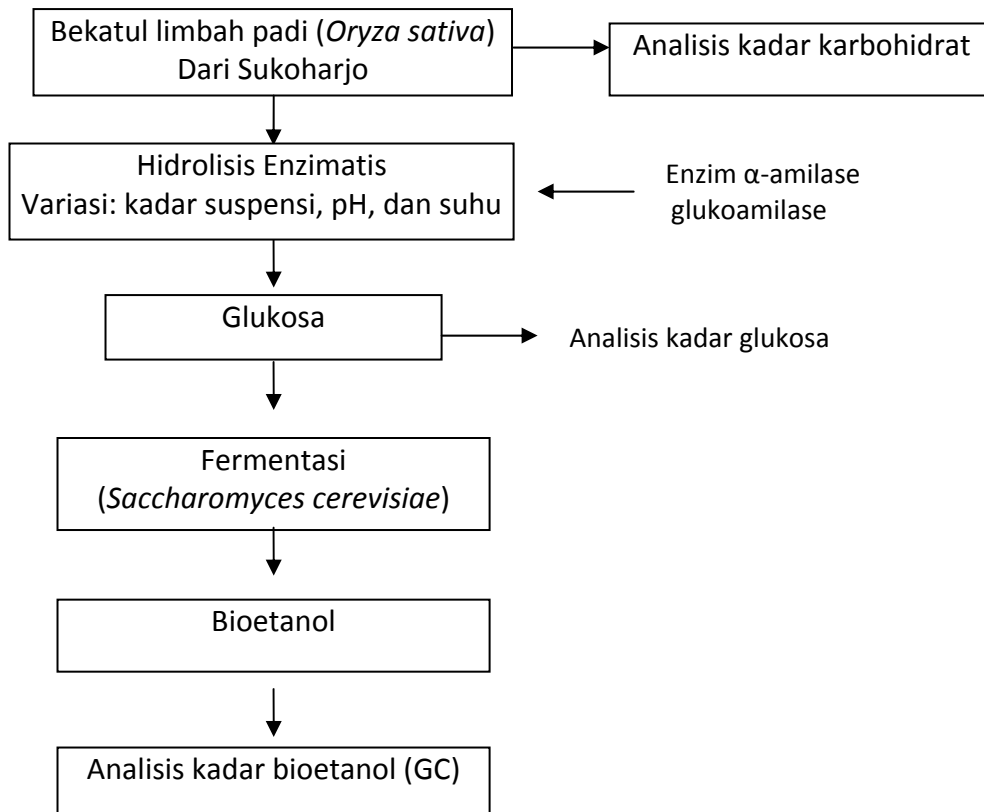 Bekatul limbah padi (Oryza sativa)
Dari Sukoharjo
Analisis kadar karbohidrat
Hidrolisis Enzimatis
Variasi: kadar suspensi, pH, dan suhu
Enzim α-amilase
glukoamilase
Glukosa
Analisis kadar glukosa
Fermentasi
(Saccharomyces cerevisiae)
Bioetanol
Analisis kadar bioetanol (GC)